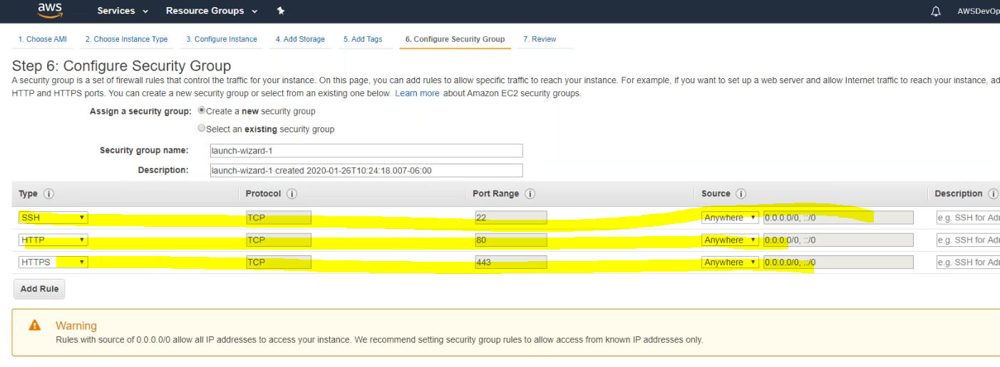 aws Services Resource Groups AWSDevOp
1. Choose AMI 2. Choose Instance Type 3. Configure Instance 4. Add Storage 5. Add Tags 6. Configure Security Group 7. Review
Step 6: Configure Security Group
A security group is a set of firewall rules that control the traffic for your instance. On this page, you can add rules to allow specific traffic to reach your instance. For example, if you want to set up a web server and allow Internet traffic to reach your instance, ad
HTTP and HTTPS ports. You can create a new security group or select from an existing one below. Learn more about Amazon EC2 security groups.
Assign a security group: Create a new security group
Select an existing security group
Security group name: launch-wizard-1
Description: launch-wizard-1 created 2020-01-26T10:24:18.007-06:00
Type i Protocol i Port Range i Source i Description i
SSH TCP 22 Anywhere 0.0.0.0/0, ::/0 e.g. SSH for Adr
HTTP TCP 80 Anywhere 0.0.0.0/0, ::/0 e.g. SSH for Adr
HTTPS TCP 443 Anywhere 0.0.0.0/0, ::/0 e.g. SSH for Adr
Add Rule
Warning
Rules with source of 0.0.0.0/0 allow all IP addresses to access your instance. We recommend setting security group rules to allow access from known IP addresses only.